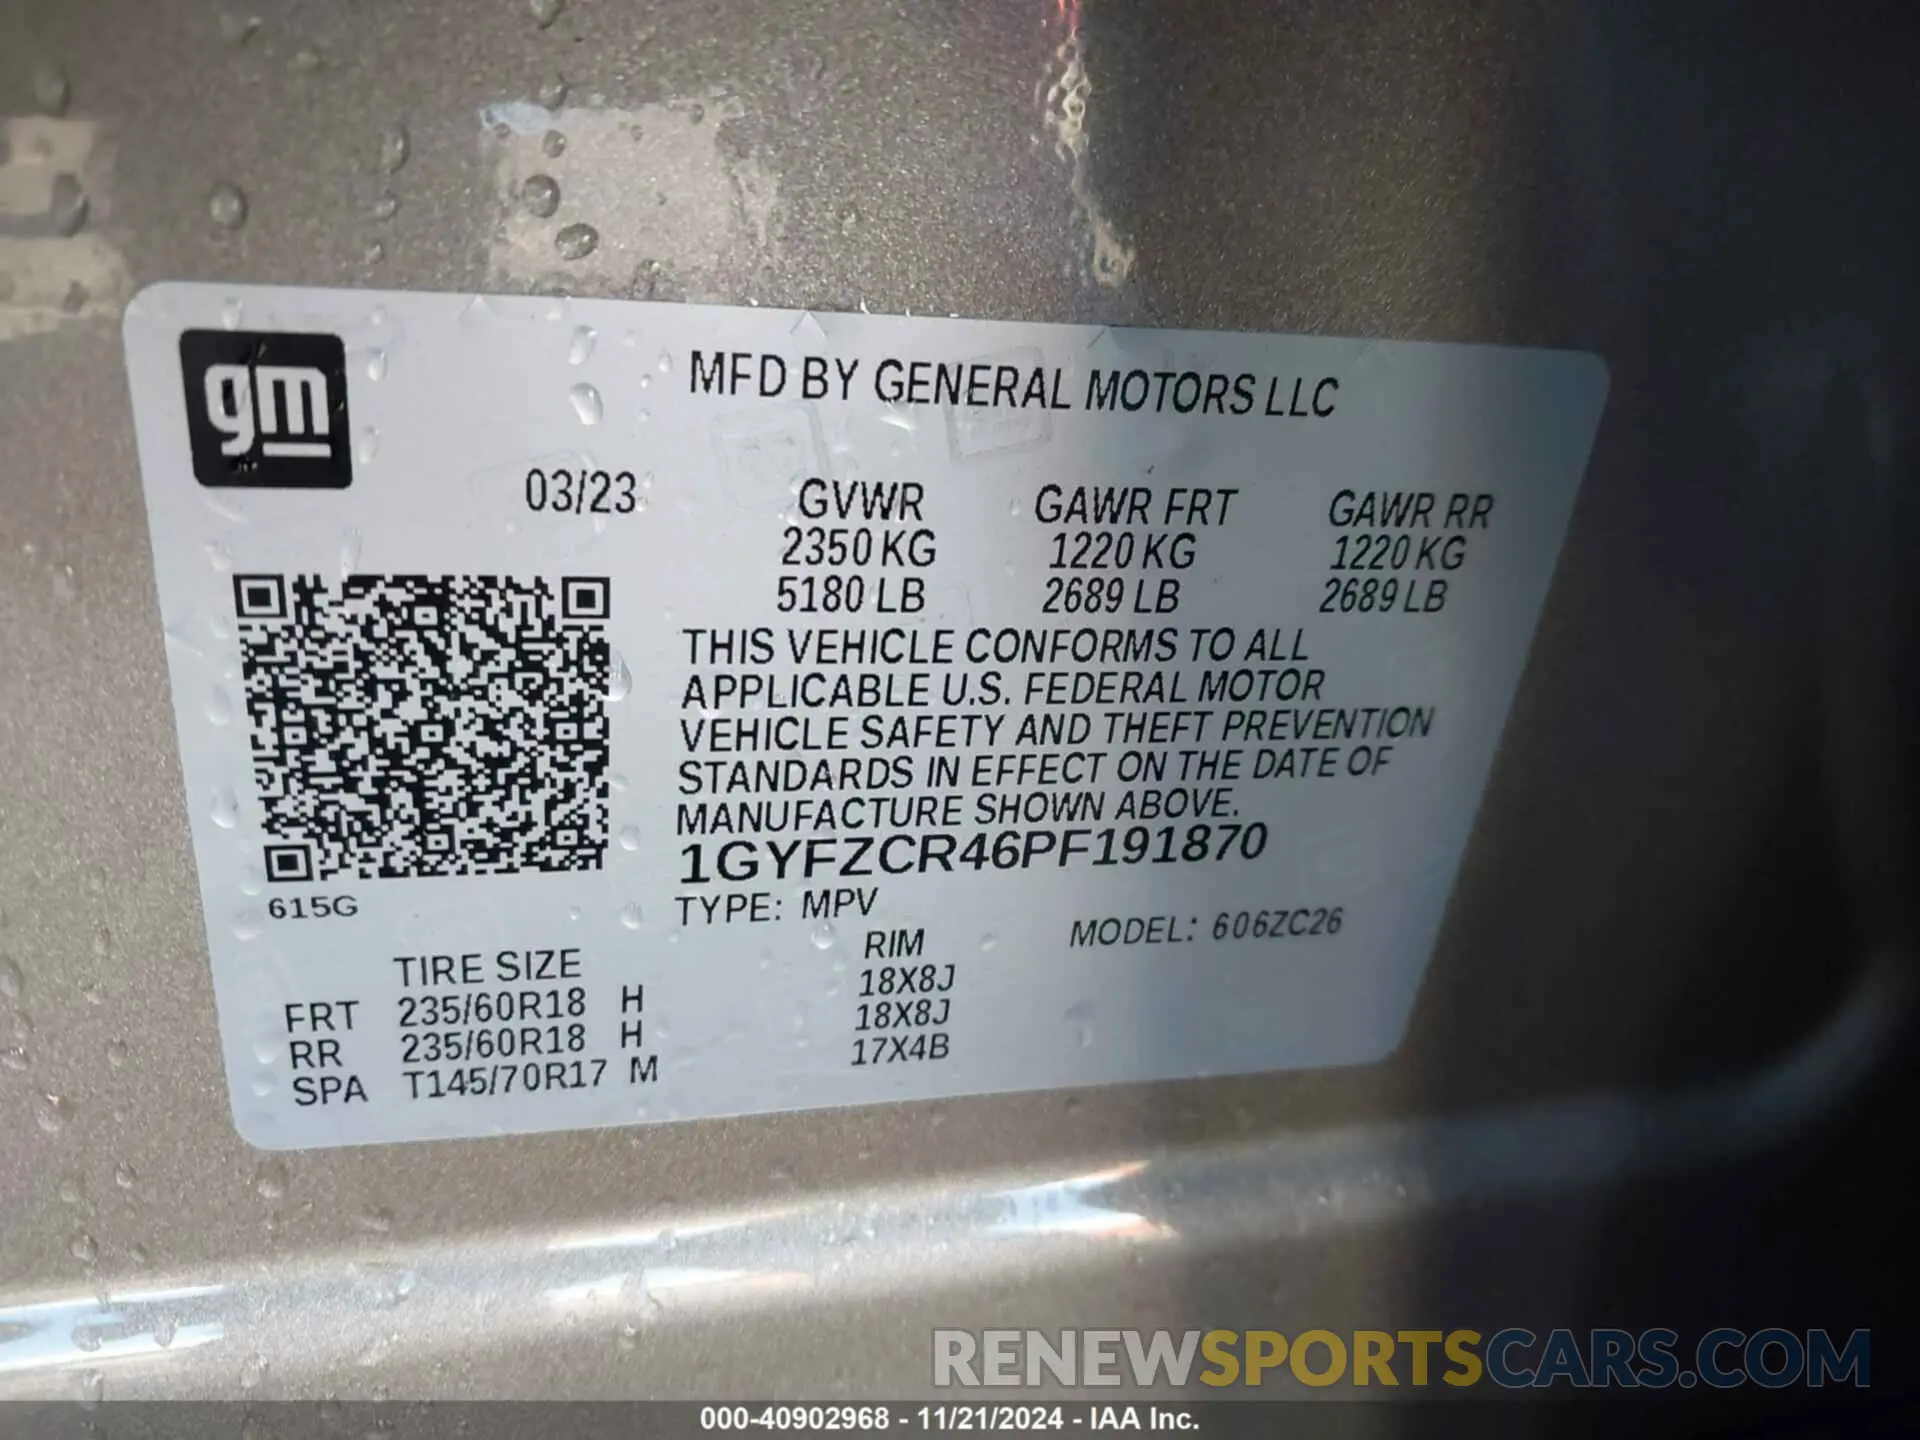 gm
MFD BY GENERAL MOTORS LLC
03/23
GVWR GAWR FRT GAWR RR
2350 KG 1220 KG 1220 KG
5180 LB 2689 LB 2689 LB
THIS VEHICLE CONFORMS TO ALL
APPLICABLE U.S. FEDERAL MOTOR
VEHICLE SAFETY AND THEFT PREVENTION
STANDARDS IN EFFECT ON THE DATE OF
MANUFACTURE SHOWN ABOVE.
1GYFZCR46PF191870
615G
TYPE: MPV
MODEL: 606ZC26
TIRE SIZE RIM
FRT 235/60R18 H 18X8J
RR 235/60R18 H 18X8J
SPA T145/70R17 M 17X4B
RENEWSPORTSCARS.COM
000-40902968 - 11/21/2024 - IAA Inc.